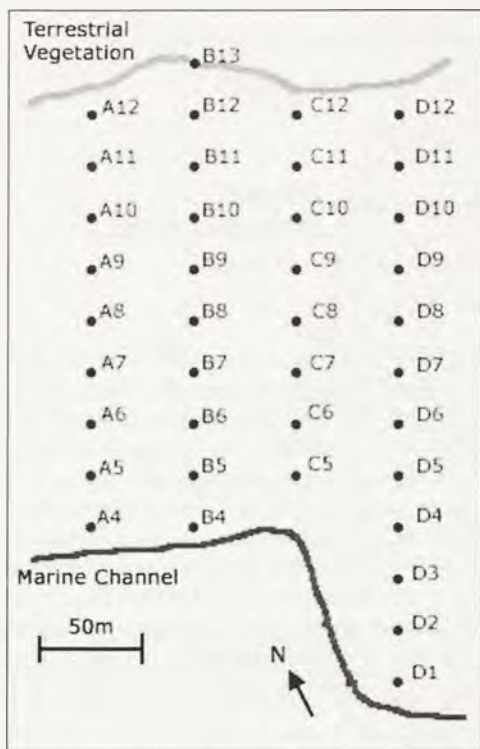 Terrestrial
Vegetation
B13
A12 B12 C12 D12
A11 B11 C11 D11
A10 B10 C10 D10
A9 B9 C9 D9
A8 B8 C8 D8
A7 B7 C7 D7
A6 B6 C6 D6
A5 B5 C5 D5
A4 B4 D4
Marine Channel
D3
50m
D2
N
D1